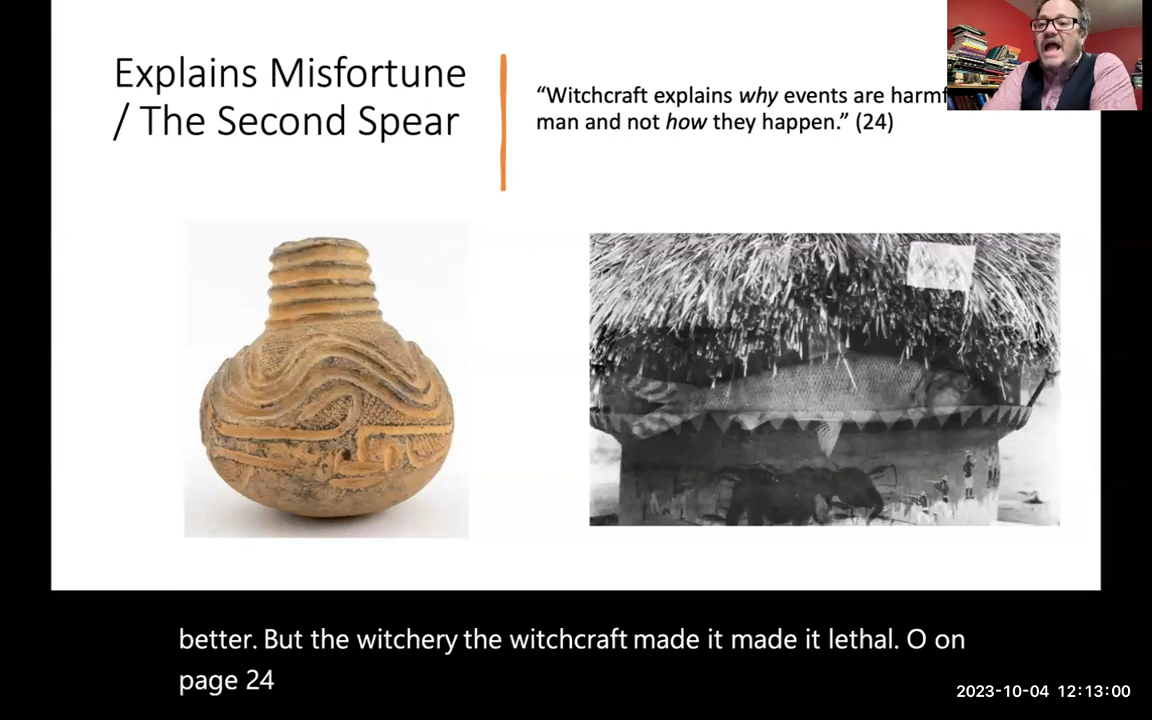 Explains Misfortune
/ The Second Spear
“Witchcraft explains why events are
man and not how they happen.” (24)
better. But the witchery the witchcraft made it made it lethal. O on
page 24
2023-10-04 12:13:00